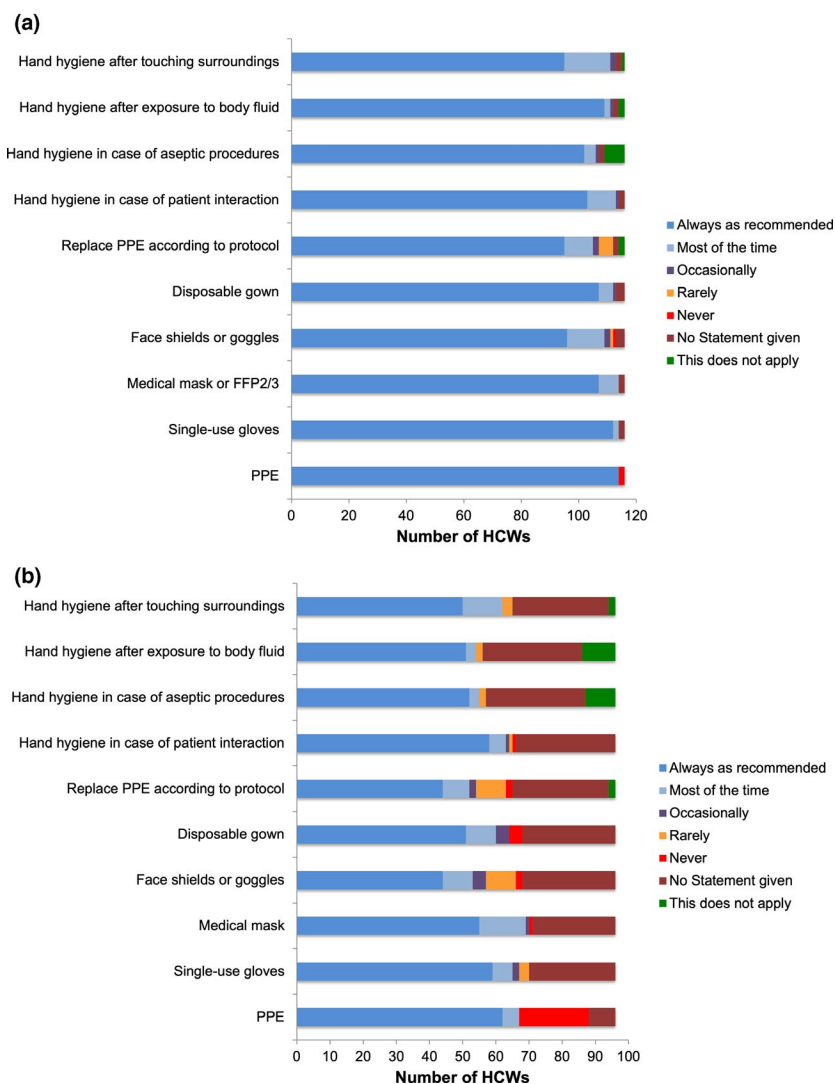 (a)
Hand hygiene after touching surroundings
Hand hygiene after exposure to body fluid
Hand hygiene in case of aseptic procedures
Hand hygiene in case of patient interaction
Replace PPE according to protocol
Disposable gown
Face shields or goggles
Medical mask or FFP2/3
Single-use gloves
PPE
0 20 40 60 80 100 120
Number of HCWs
Always as recommended
Most of the time
Occasionally
Rarely
Never
No Statement given
This does not apply
(b)
Hand hygiene after touching surroundings
Hand hygiene after exposure to body fluid
Hand hygiene in case of aseptic procedures
Hand hygiene in case of patient interaction
Replace PPE according to protocol
Disposable gown
Face shields or goggles
Medical mask
Single-use gloves
PPE
0 10 20 30 40 50 60 70 80 90 100
Number of HCWs
Always as recommended
Most of the time
Occasionally
Rarely
Never
No Statement given
This does not apply